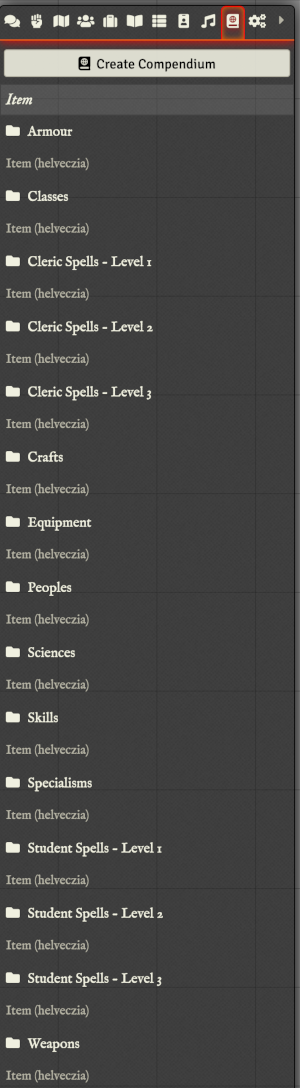 Create Compendium
Item
Armour
Item (helveczia)
Classes
Item (helveczia)
Cleric Spells - Level 1
Item (helveczia)
Cleric Spells - Level 2
Item (helveczia)
Cleric Spells - Level 3
Item (helveczia)
Crafts
Item (helveczia)
Equipment
Item (helveczia)
Peoples
Item (helveczia)
Sciences
Item (helveczia)
Skills
Item (helveczia)
Specialisms
Item (helveczia)
Student Spells - Level 1
Item (helveczia)
Student Spells - Level 2
Item (helveczia)
Student Spells - Level 3
Item (helveczia)
Weapons
Item (helveczia)